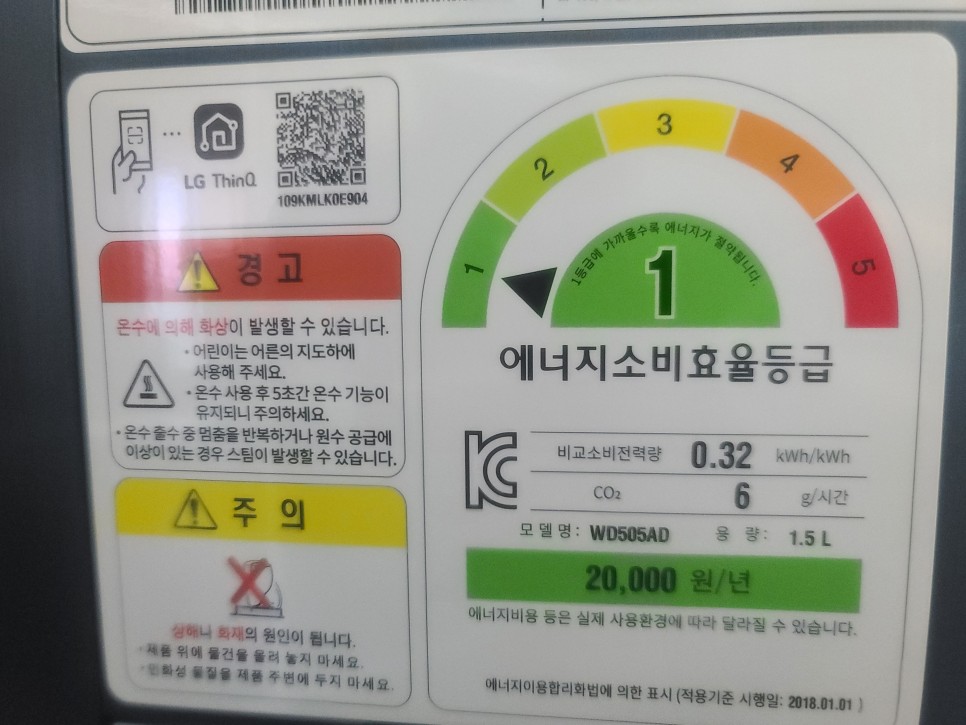 LG ThinQ
109KMLK0E904
경고
온수에 의해 화상이 발생할 수 있습니다.
• 어린이는 어른의 지도하에
사용해 주세요.
• 온수 사용 후 5초간 온수 기능이
유지되니 주의하세요.
• 온수 출수 중 멈춤을 반복하거나 원수 공급에
이상이 있는 경우 스팀이 발생할 수 있습니다.
주의
상해나 화재의 원인이 됩니다.
• 제품 위에 물건을 올려 놓지 마세요.
• 인화성 물질을 제품 주변에 두지 마세요.
1 2 3 4 5
1등급에 가까울수록 에너지가 절약됩니다.
1
에너지소비효율등급
비교소비전력량 0.32 kWh/kWh
CO₂ 6 g/시간
모델명: WD505AD 용 량: 1.5 L
20,000 원/년
에너지비용 등은 실제 사용환경에 따라 달라질 수 있습니다.
에너지이용합리화법에 의한 표시 (적용기준 시행일: 2018.01.01 )